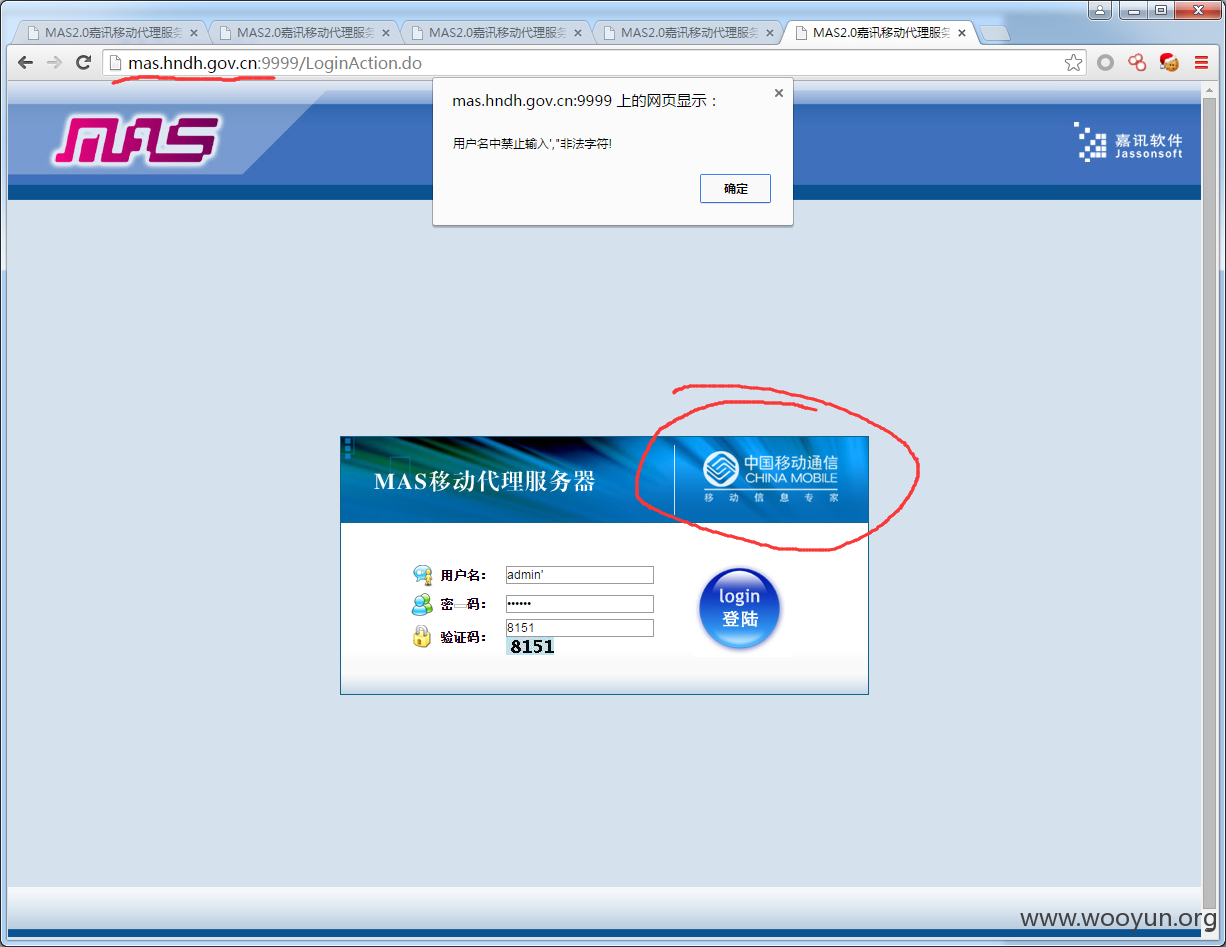 MAS2.0嘉讯移动代理服务
MAS2.0嘉讯移动代理服务
MAS2.0嘉讯移动代理服务
MAS2.0嘉讯移动代理服务
MAS2.0嘉讯移动代理服务
mas.hndh.gov.cn:9999/LoginAction.do
mas.hndh.gov.cn:9999 上的网页显示：
用户名中禁止输入',"非法字符!
确定
MAS
嘉讯软件
Jassonsoft
MAS移动代理服务器
中国移动通信
CHINA MOBILE
移动信息专家
用户名： admin'
密 码： ••••••
验证码： 8151
8151
login
登陆
www.wooyun.org